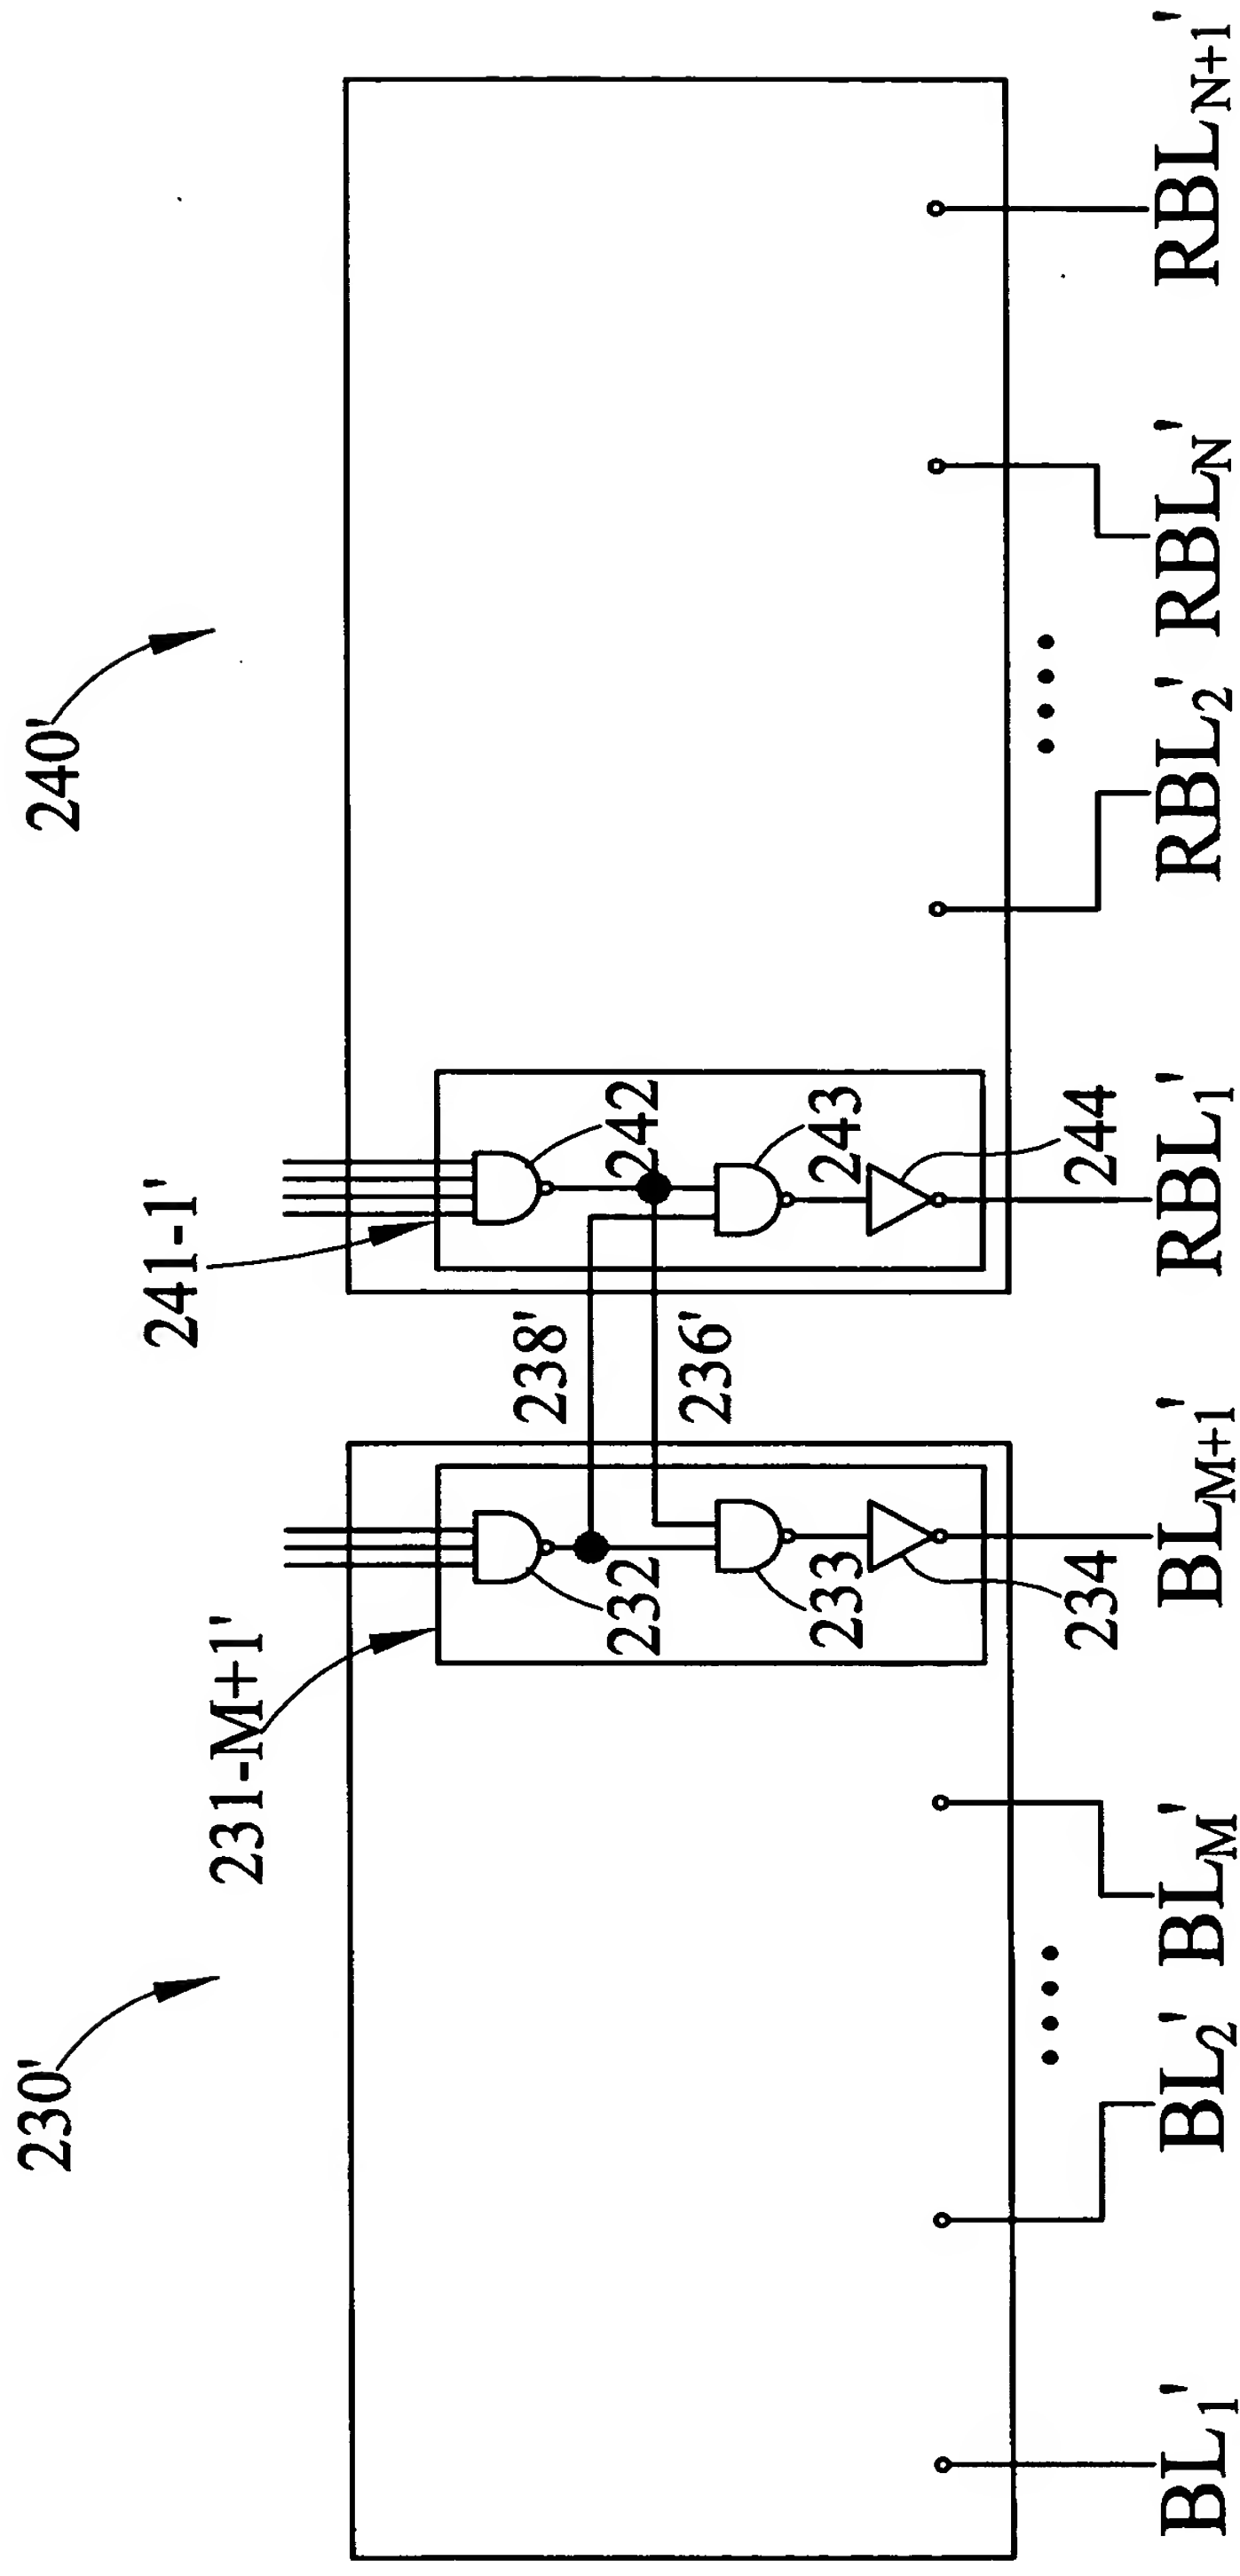 230'
240'
231-M+1'
241-1'
238'
236'
232
242
233
243
234
244
BL1'
BL2'
BLM'
BLM+1'
RBL1'
RBL2'
RBLN'
RBLN+1'